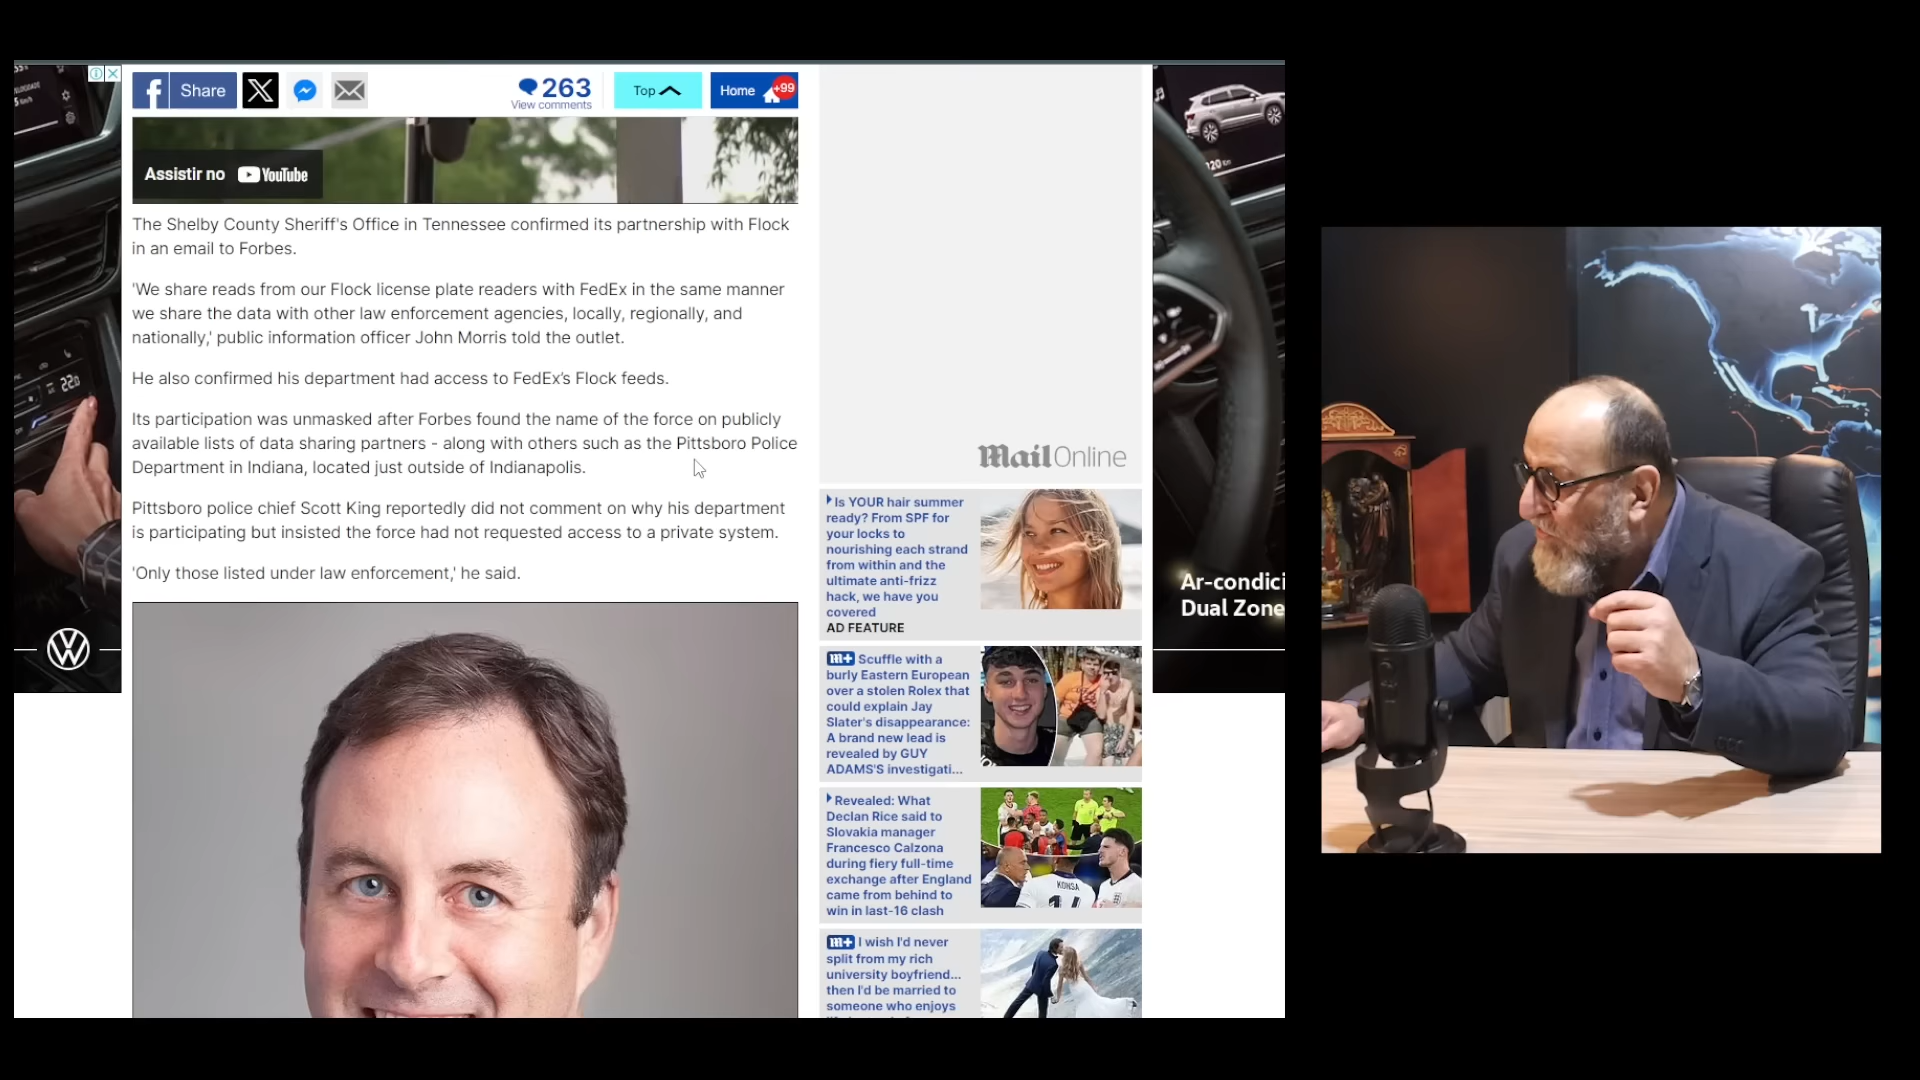 Share
263
View comments
Top
Home
+99
Assistir no YouTube
The Shelby County Sheriff's Office in Tennessee confirmed its partnership with Flock
in an email to Forbes.
'We share reads from our Flock license plate readers with FedEx in the same manner
we share the data with other law enforcement agencies, locally, regionally, and
nationally,' public information officer John Morris told the outlet.
He also confirmed his department had access to FedEx's Flock feeds.
Its participation was unmasked after Forbes found the name of the force on publicly
available lists of data sharing partners - along with others such as the Pittsboro Police
Department in Indiana, located just outside of Indianapolis.
Pittsboro police chief Scott King reportedly did not comment on why his department
is participating but insisted the force had not requested access to a private system.
'Only those listed under law enforcement,' he said.
MailOnline
Is YOUR hair summer
ready? From SPF for
your locks to
nourishing each strand
from within and the
ultimate anti-frizz
hack, we have you
covered
AD FEATURE
m+ Scuffle with a
burly Eastern European
over a stolen Rolex that
could explain Jay
Slater's disappearance:
A brand new lead is
revealed by GUY
ADAMS'S investigati...
Revealed: What
Declan Rice said to
Slovakia manager
Francesco Calzona
during fiery full-time
exchange after England
came from behind to
win in last-16 clash
KONSA
14
m+ I wish I'd never
split from my rich
university boyfriend...
then I'd be married to
someone who enjoys
Ar-condici
Dual Zone
22.0